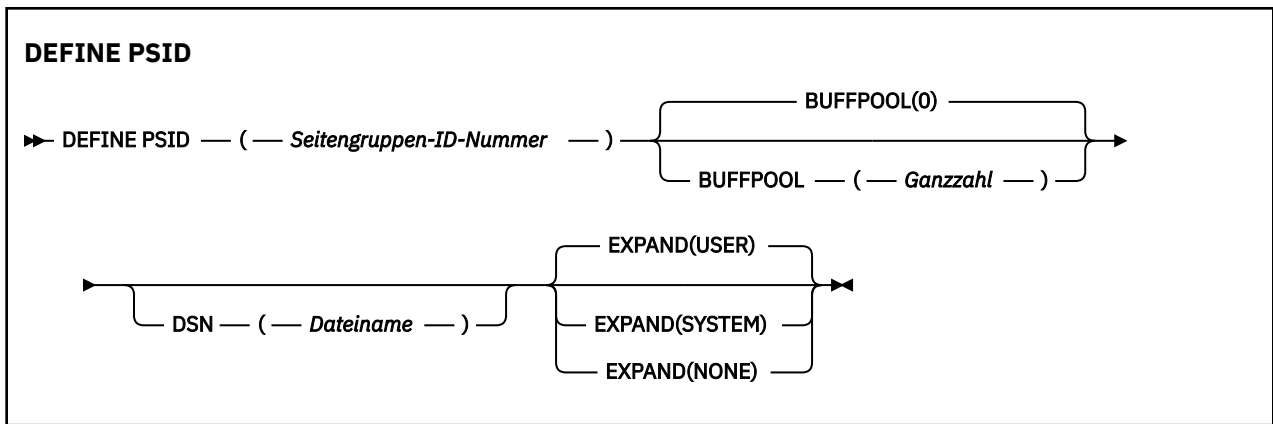 DEFINE PSID
BUFFPOOL(0)
DEFINE PSID ( Seitengruppen-ID-Nummer )
BUFFPOOL ( Ganzzahl )
EXPAND(USER)
DSN ( Dateiname )
EXPAND(SYSTEM)
EXPAND(NONE)